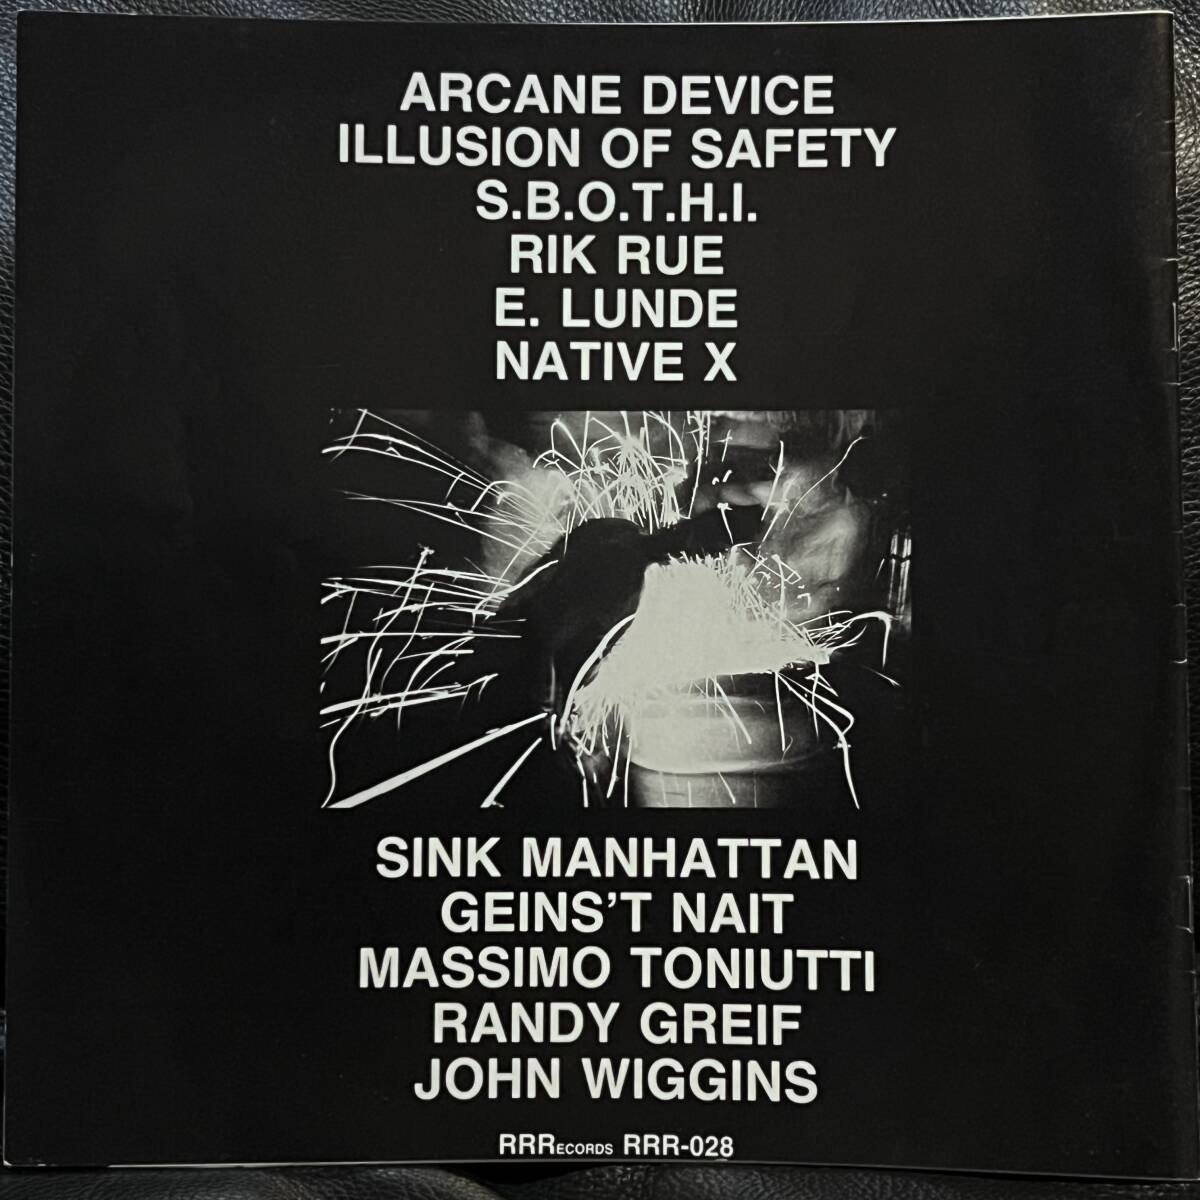 ARCANE DEVICE
ILLUSION OF SAFETY
S.B.O.T.H.I.
RIK RUE
E. LUNDE
NATIVE X
SINK MANHATTAN
GEINS’T NAIT
MASSIMO TONIUTTI
RANDY GREIF
JOHN WIGGINS
RRRECORDS RRR-028